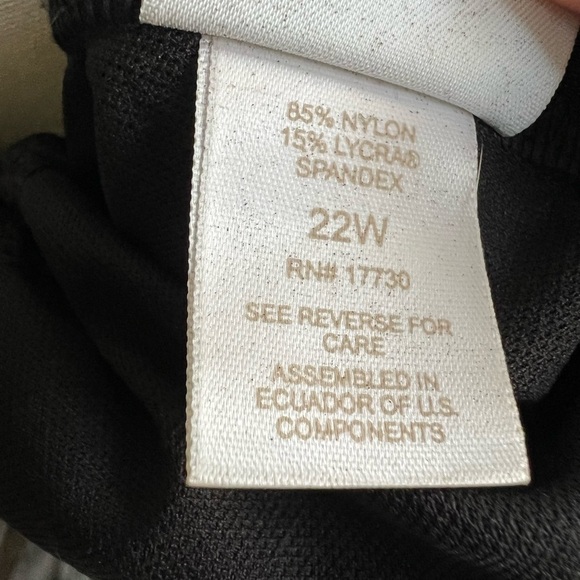 85% NYLON
15% LYCRA®
SPANDEX
22W
RN# 17730
SEE REVERSE FOR
CARE
ASSEMBLED IN
ECUADOR OF U.S.
COMPONENTS